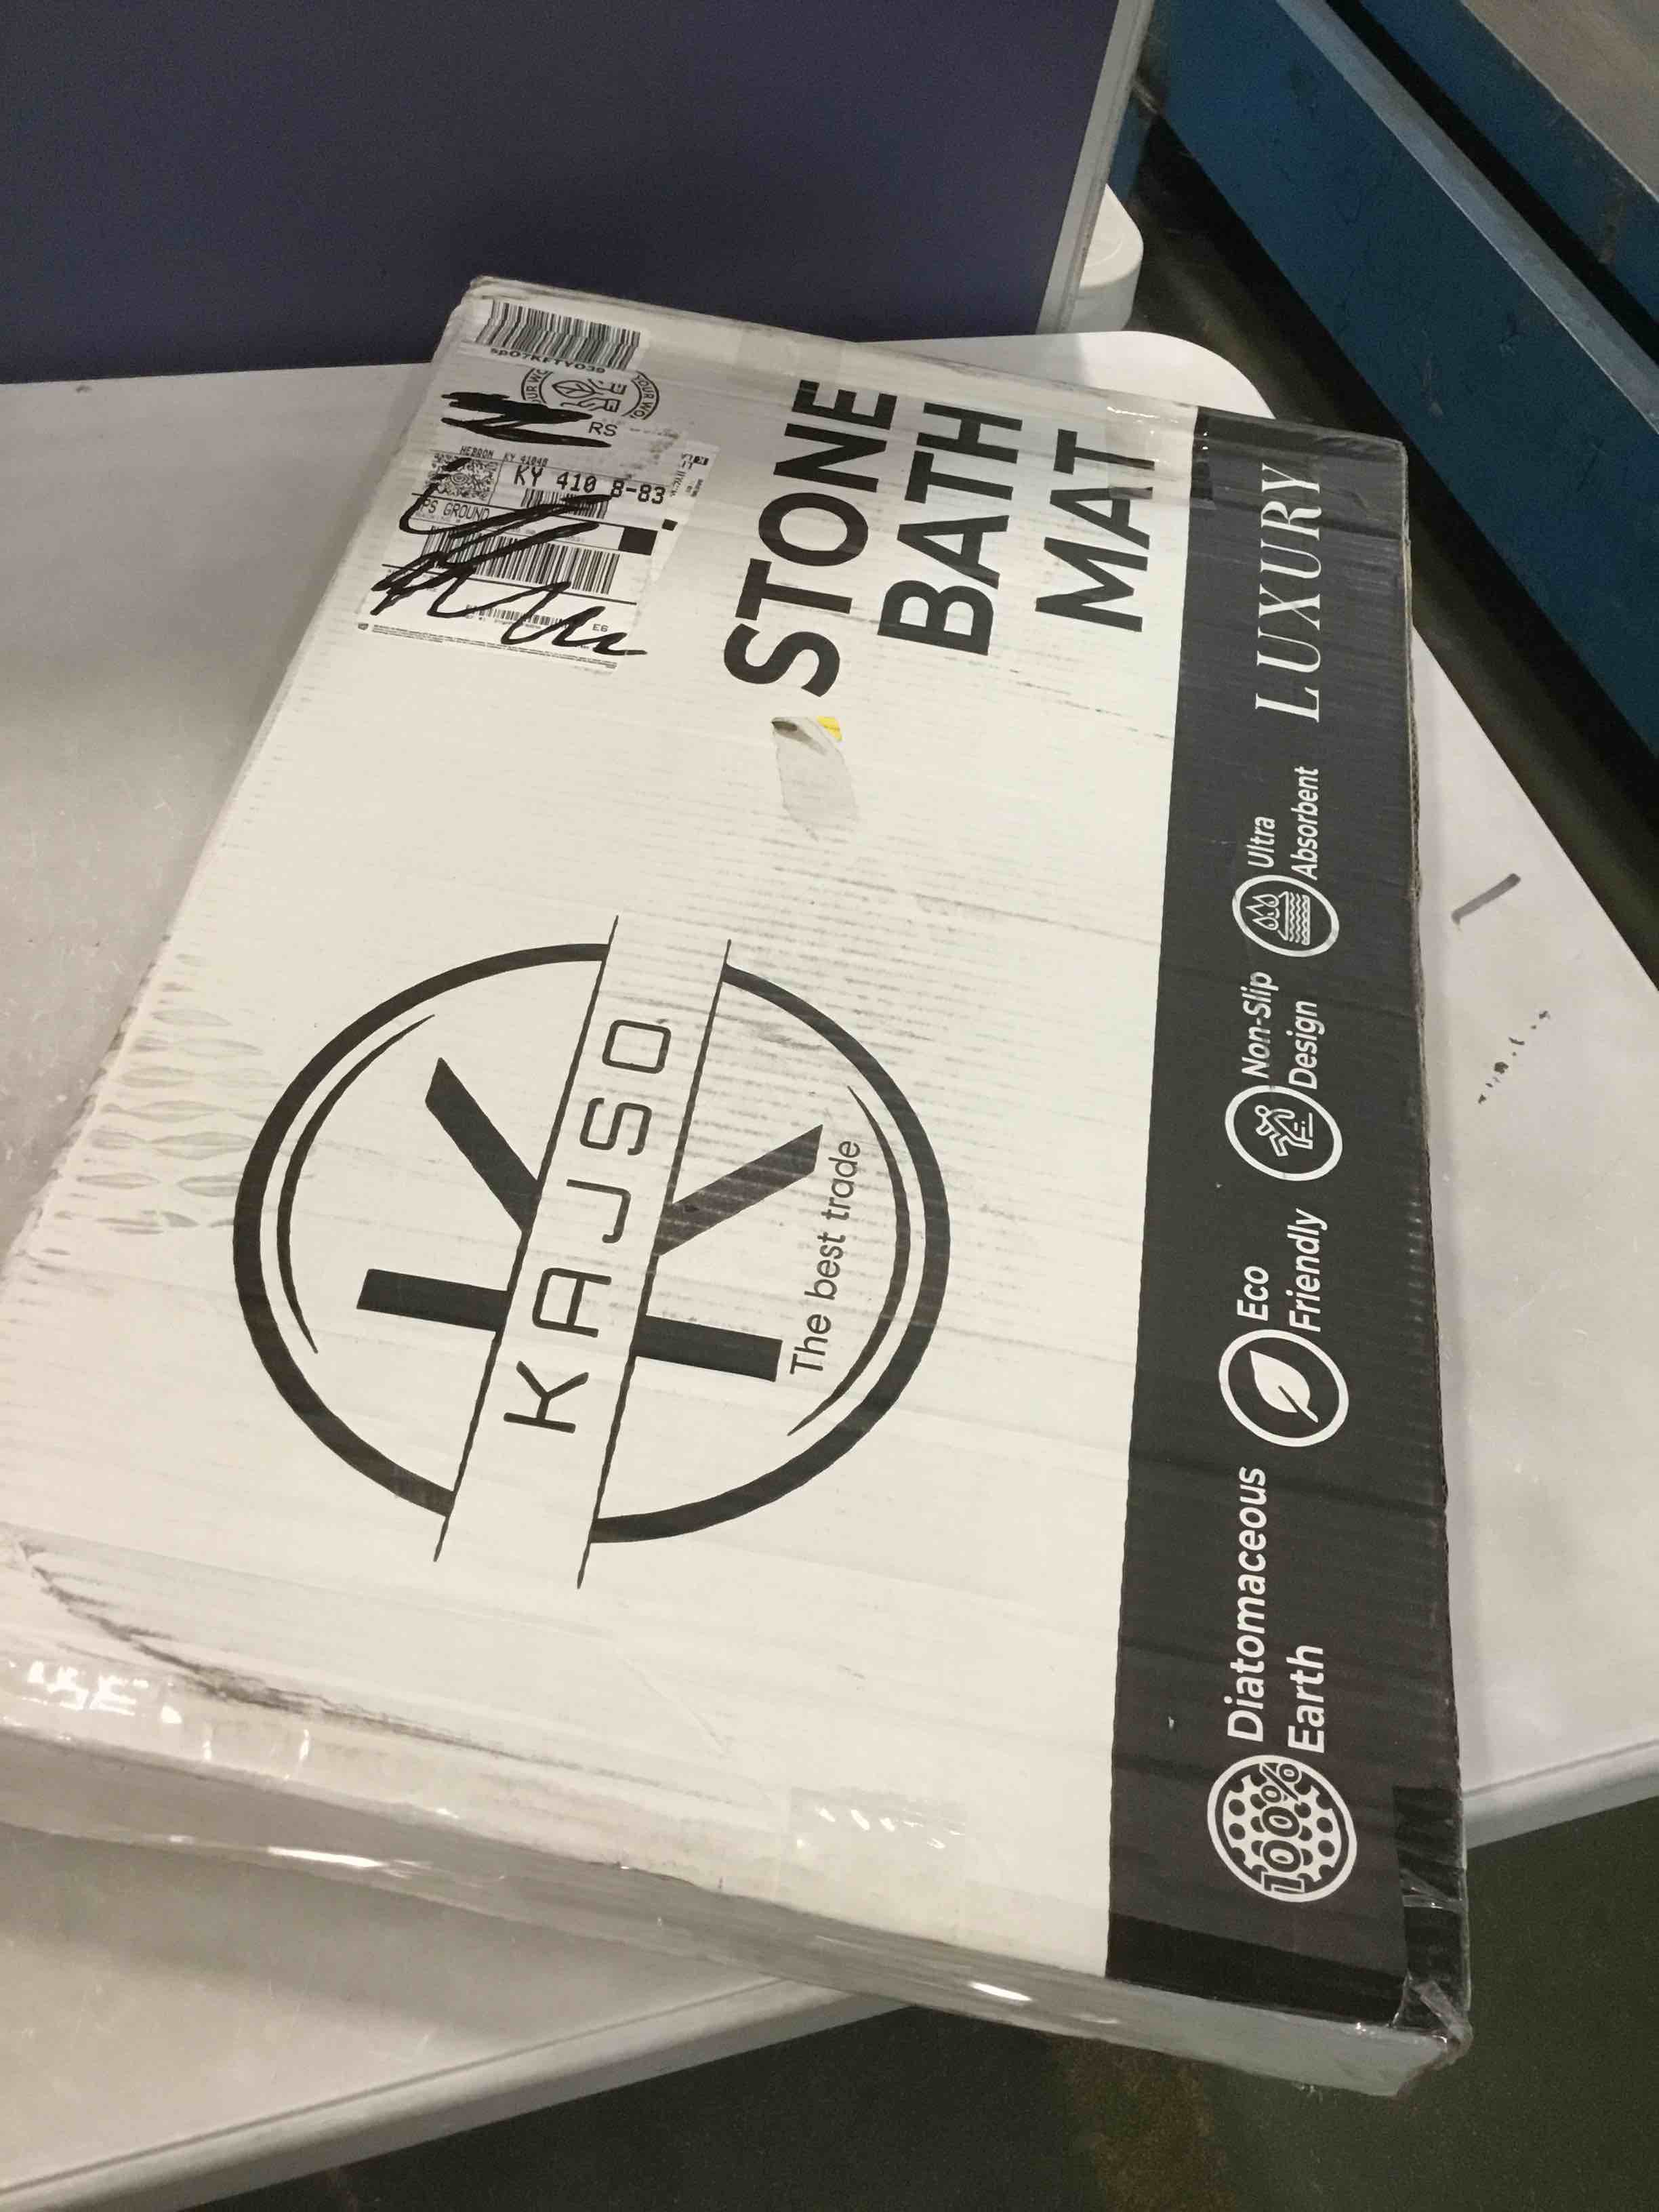 STONE
BATH
MAT
KAJSO
The best trade
100% Diatomaceous
Earth
Eco
Friendly
Non-Slip
Design
Ultra
Absorbent
LUXURY
RS
HEBRON KY 41048
KY 410 8-83
PS GROUND